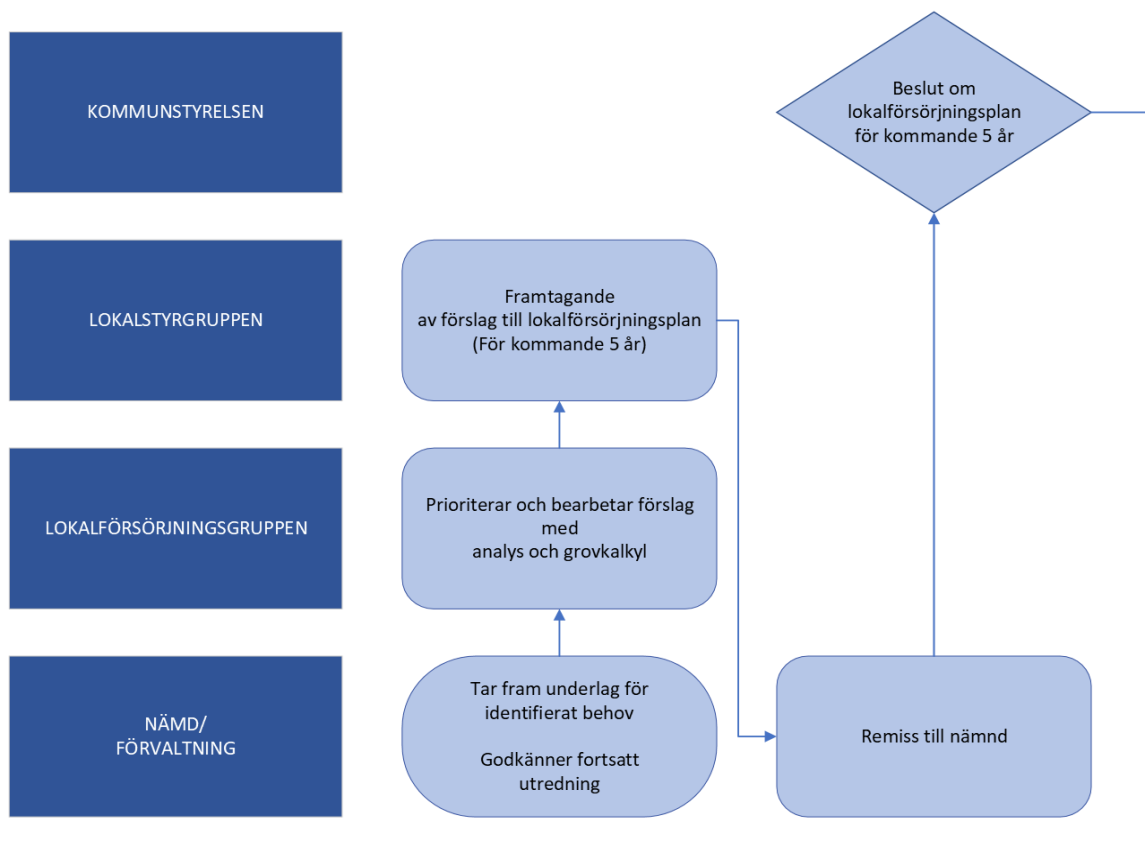 KOMMUNSTYRELSEN
Beslut om
lokalförsörjningsplan
för kommande 5 år
LOKALSTYRGRUPPEN
Framtagande
av förslag till lokalförsörjningsplan
(För kommande 5 år)
LOKALFÖRSÖRJNINGSGRUPPEN
Prioriterar och bearbetar förslag
med
analys och grovkalkyl
NÄMD/
FÖRVALTNING
Tar fram underlag för
identifierat behov
Godkänner fortsatt
utredning
Remiss till nämnd